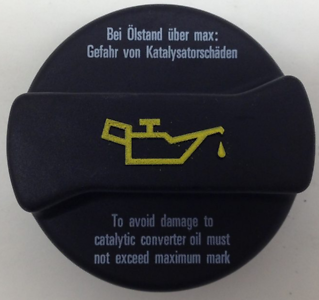 Bei Ölstand über max:
Gefahr von Katalysatorschäden
To avoid damage to
catalytic converter oil must
not exceed maximum mark